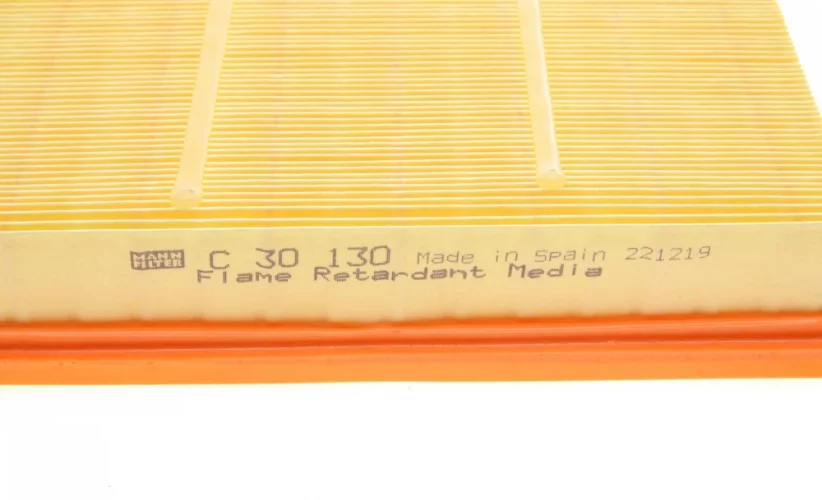 MANN FILTER C 30 130 Made in Spain 221219
Flame Retardant Media